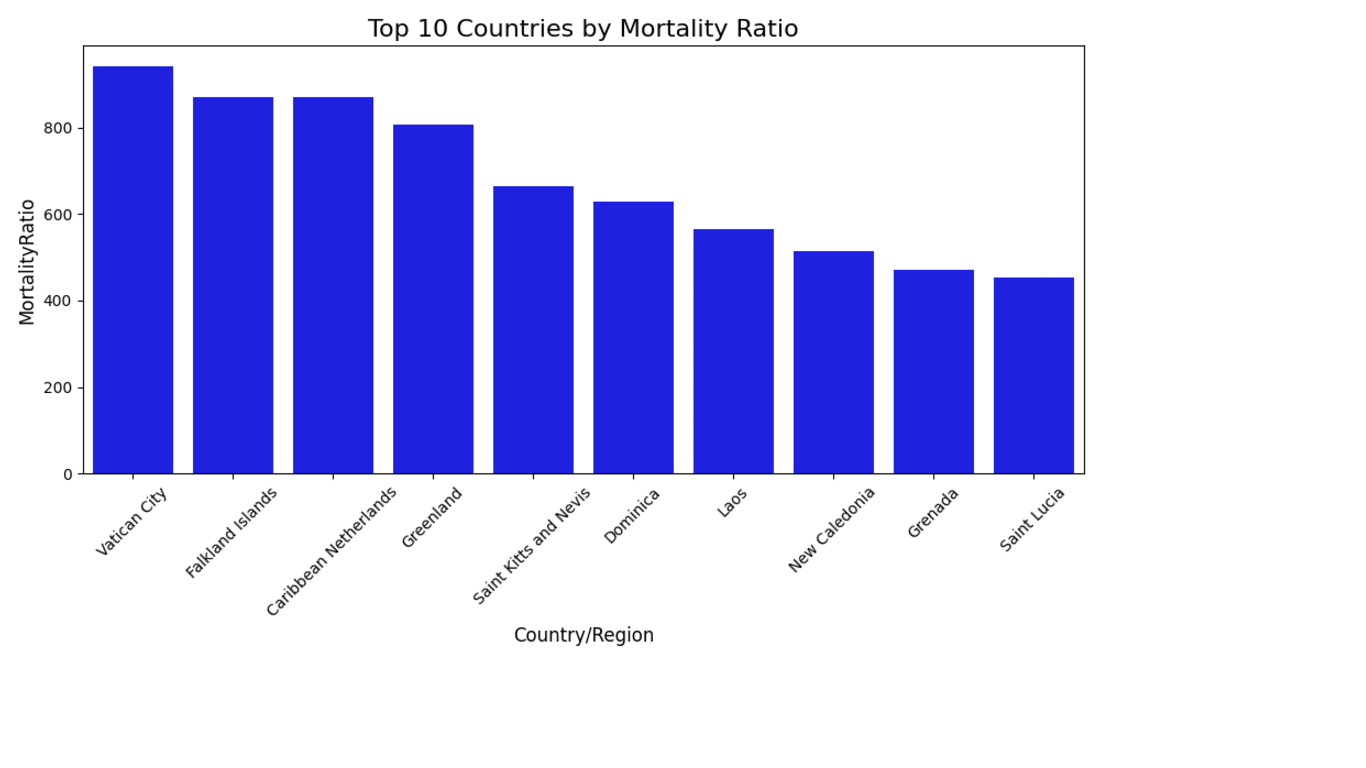 Top 10 Countries by Mortality Ratio
MortalityRatio
800
600
400
200
0
Vatican City
Falkland Islands
Caribbean Netherlands
Greenland
Saint Kitts and Nevis
Dominica
Laos
New Caledonia
Grenada
Saint Lucia
Country/Region